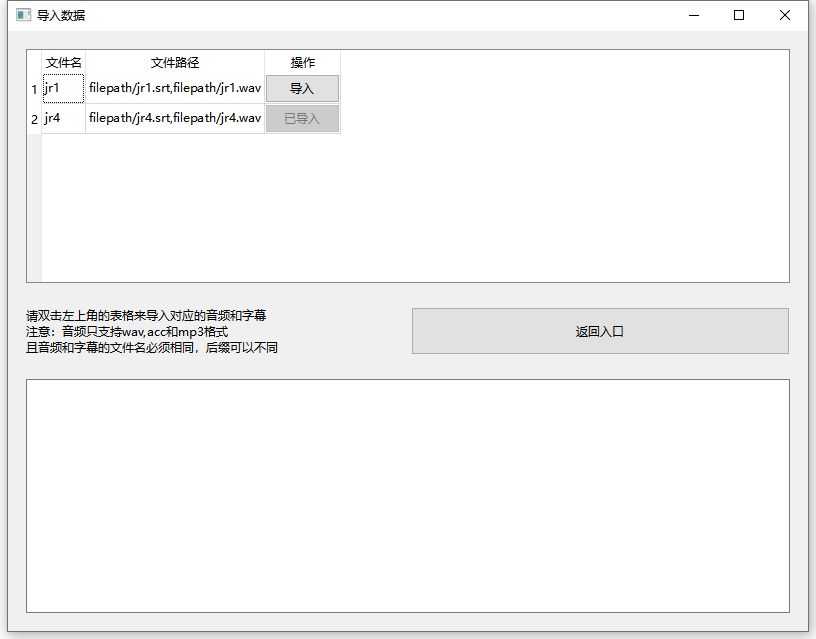 导入数据
文件名 文件路径 操作
1 jr1 filepath/jr1.srt,filepath/jr1.wav 导入
2 jr4 filepath/jr4.srt,filepath/jr4.wav 已导入
请双击左上角的表格来导入对应的音频和字幕
注意：音频只支持wav,acc和mp3格式
且音频和字幕的文件名必须相同，后缀可以不同
返回入口